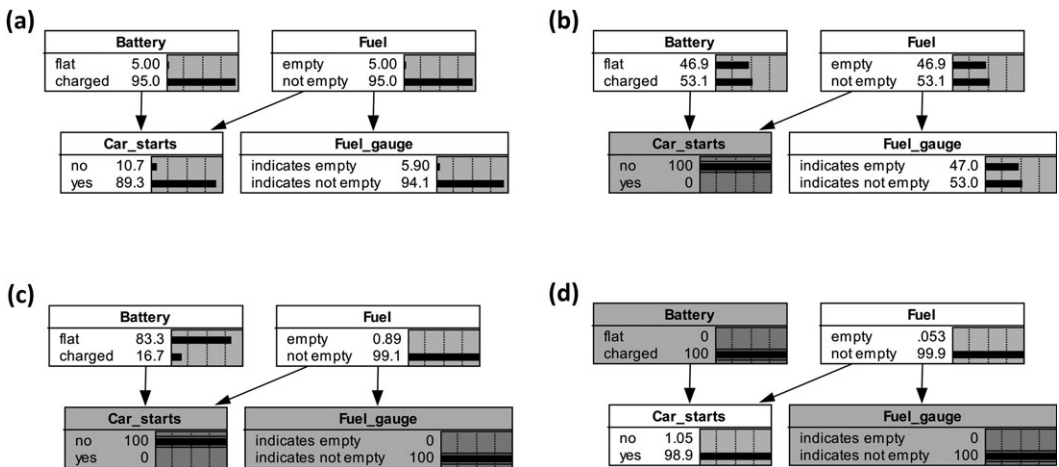 (a)
Battery
flat 5.00
charged 95.0
Fuel
empty 5.00
not empty 95.0
Car_starts
no 10.7
yes 89.3
Fuel_gauge
indicates empty 5.90
indicates not empty 94.1
(b)
Battery
flat 46.9
charged 53.1
Fuel
empty 46.9
not empty 53.1
Car_starts
no 100
yes 0
Fuel_gauge
indicates empty 47.0
indicates not empty 53.0
(c)
Battery
flat 83.3
charged 16.7
Fuel
empty 0.89
not empty 99.1
Car_starts
no 100
yes 0
Fuel_gauge
indicates empty 0
indicates not empty 100
(d)
Battery
flat 0
charged 100
Fuel
empty .053
not empty 99.9
Car_starts
no 1.05
yes 98.9
Fuel_gauge
indicates empty 0
indicates not empty 100